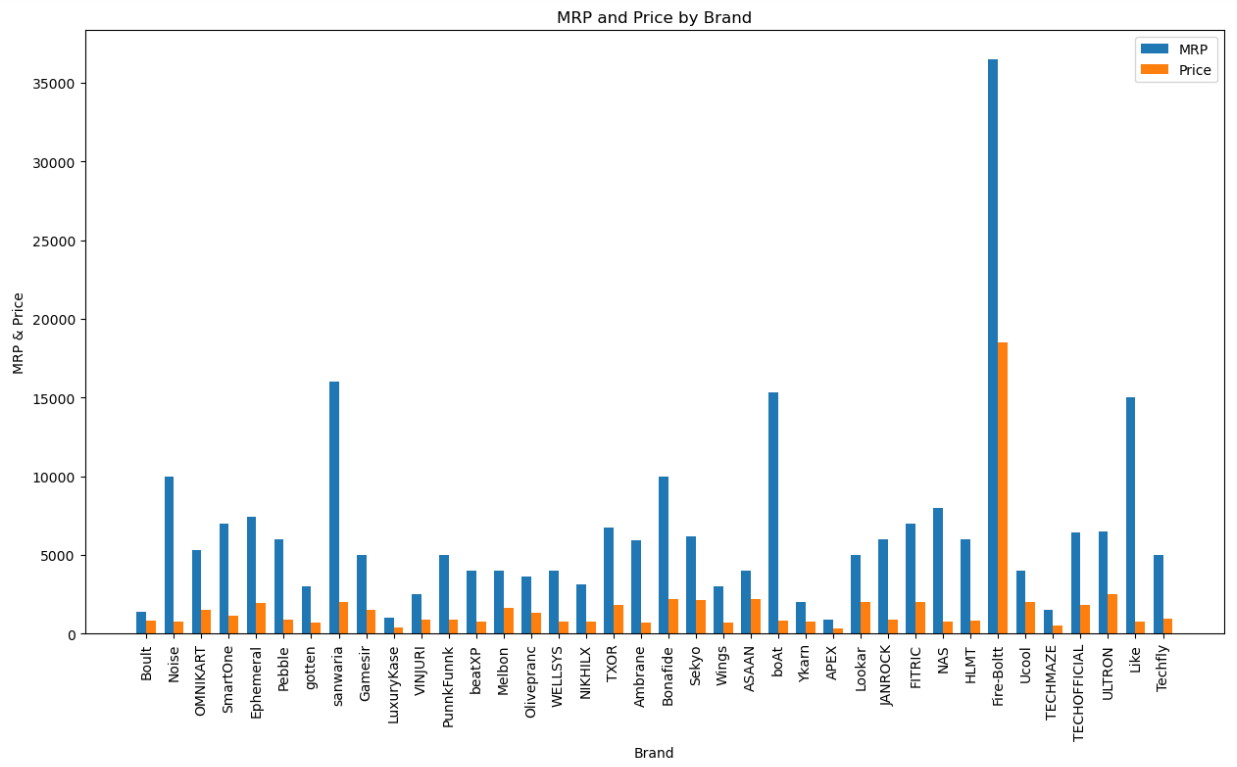 MRP and Price by Brand
MRP
Price
MRP & Price
35000
30000
25000
20000
15000
10000
5000
0
Boult
Noise
OMNIKART
SmartOne
Ephemeral
Pebble
gotten
sanwaria
Gamesir
LuxuryKase
VINJURI
PunnkFunnk
beatXP
Melbon
Olivepranc
WELLSYS
NIKHILX
TXOR
Ambrane
Bonafide
Sekyo
Wings
ASAAN
boAt
Ykarn
APEX
Lookar
JANROCK
FITRIC
NAS
HLMT
Fire-Boltt
Ucool
TECHMAZE
TECHOFFICIAL
ULTRON
Like
Techfly
Brand